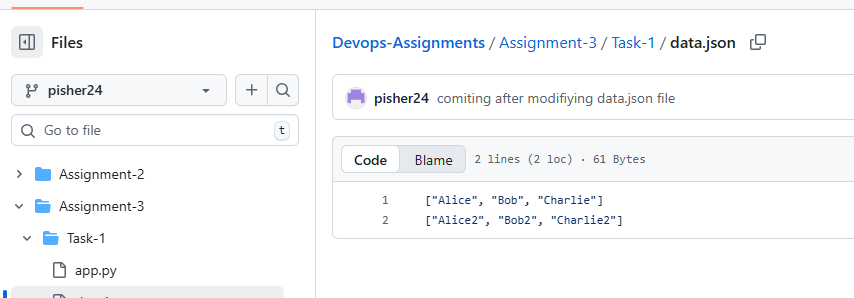 Files
pisher24
Go to file
t
Assignment-2
Assignment-3
Task-1
app.py
Devops-Assignments / Assignment-3 / Task-1 / data.json
pisher24 comiting after modifiying data.json file
Code Blame 2 lines (2 loc) · 61 Bytes
1 ["Alice", "Bob", "Charlie"]
2 ["Alice2", "Bob2", "Charlie2"]